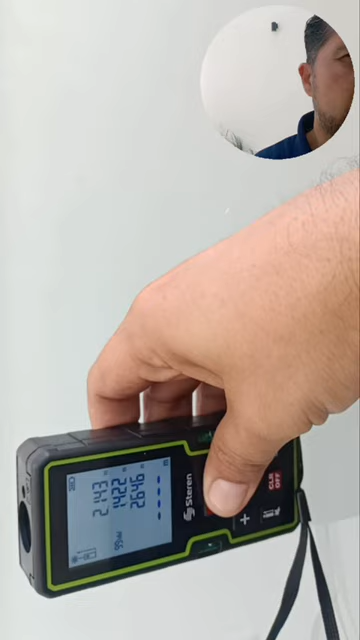 2.143 m
1.422 m
2.646 m
Steren
+
CLR
OFF